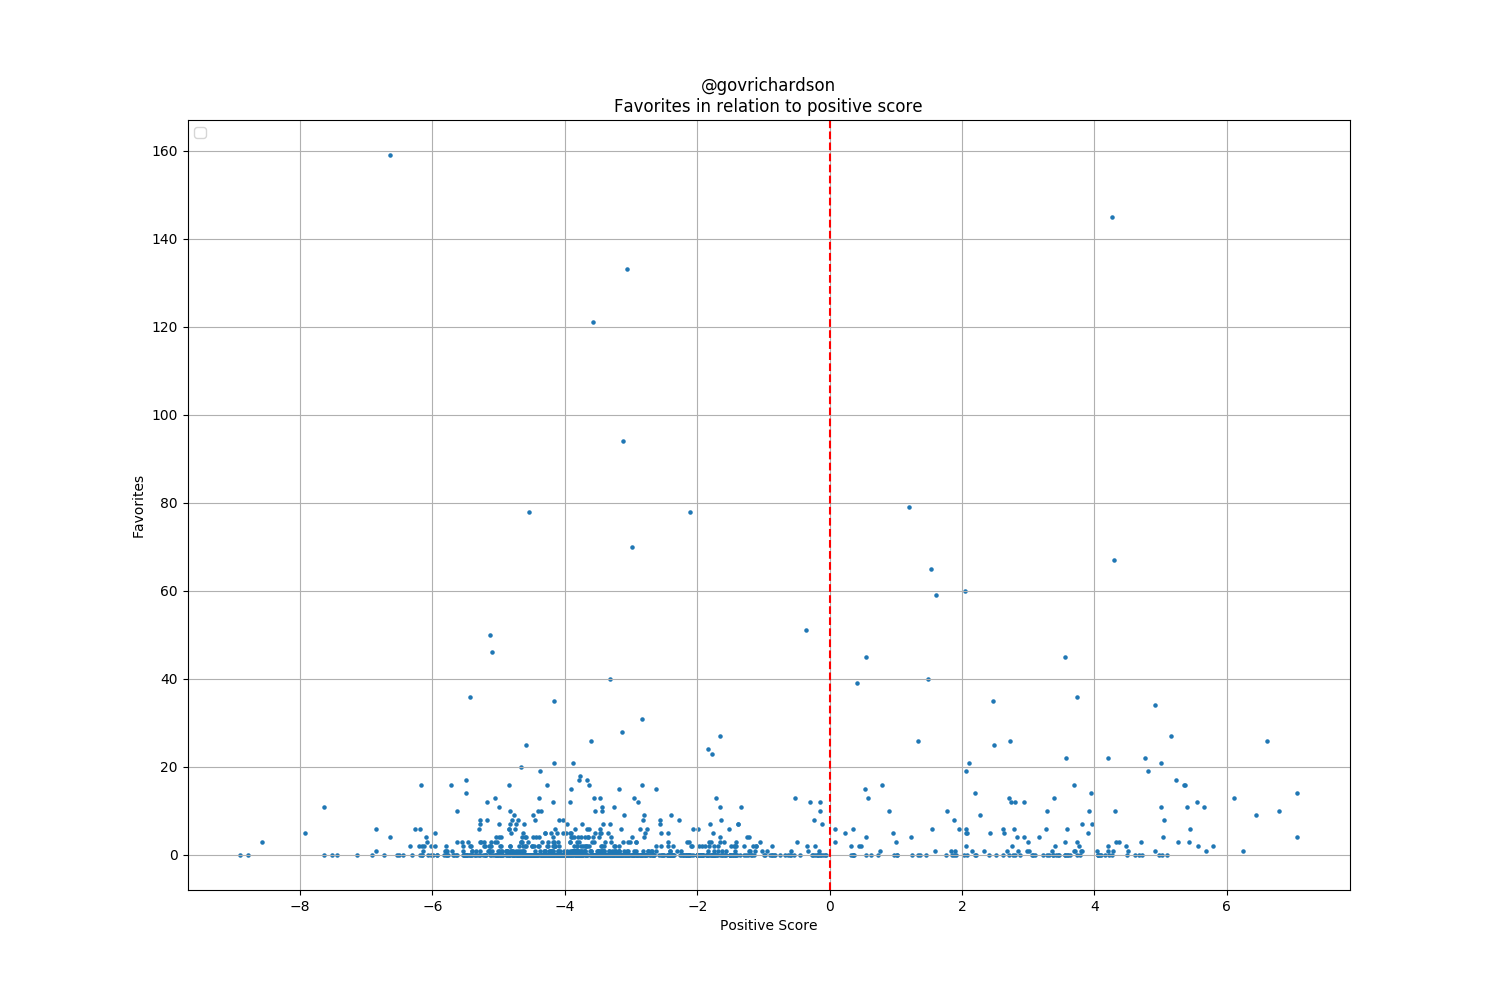 @govrichardson
Favorites in relation to positive score
160
140
120
100
80
60
40
20
0
Favorites
−8 −6 −4 −2 0 2 4 6
Positive Score